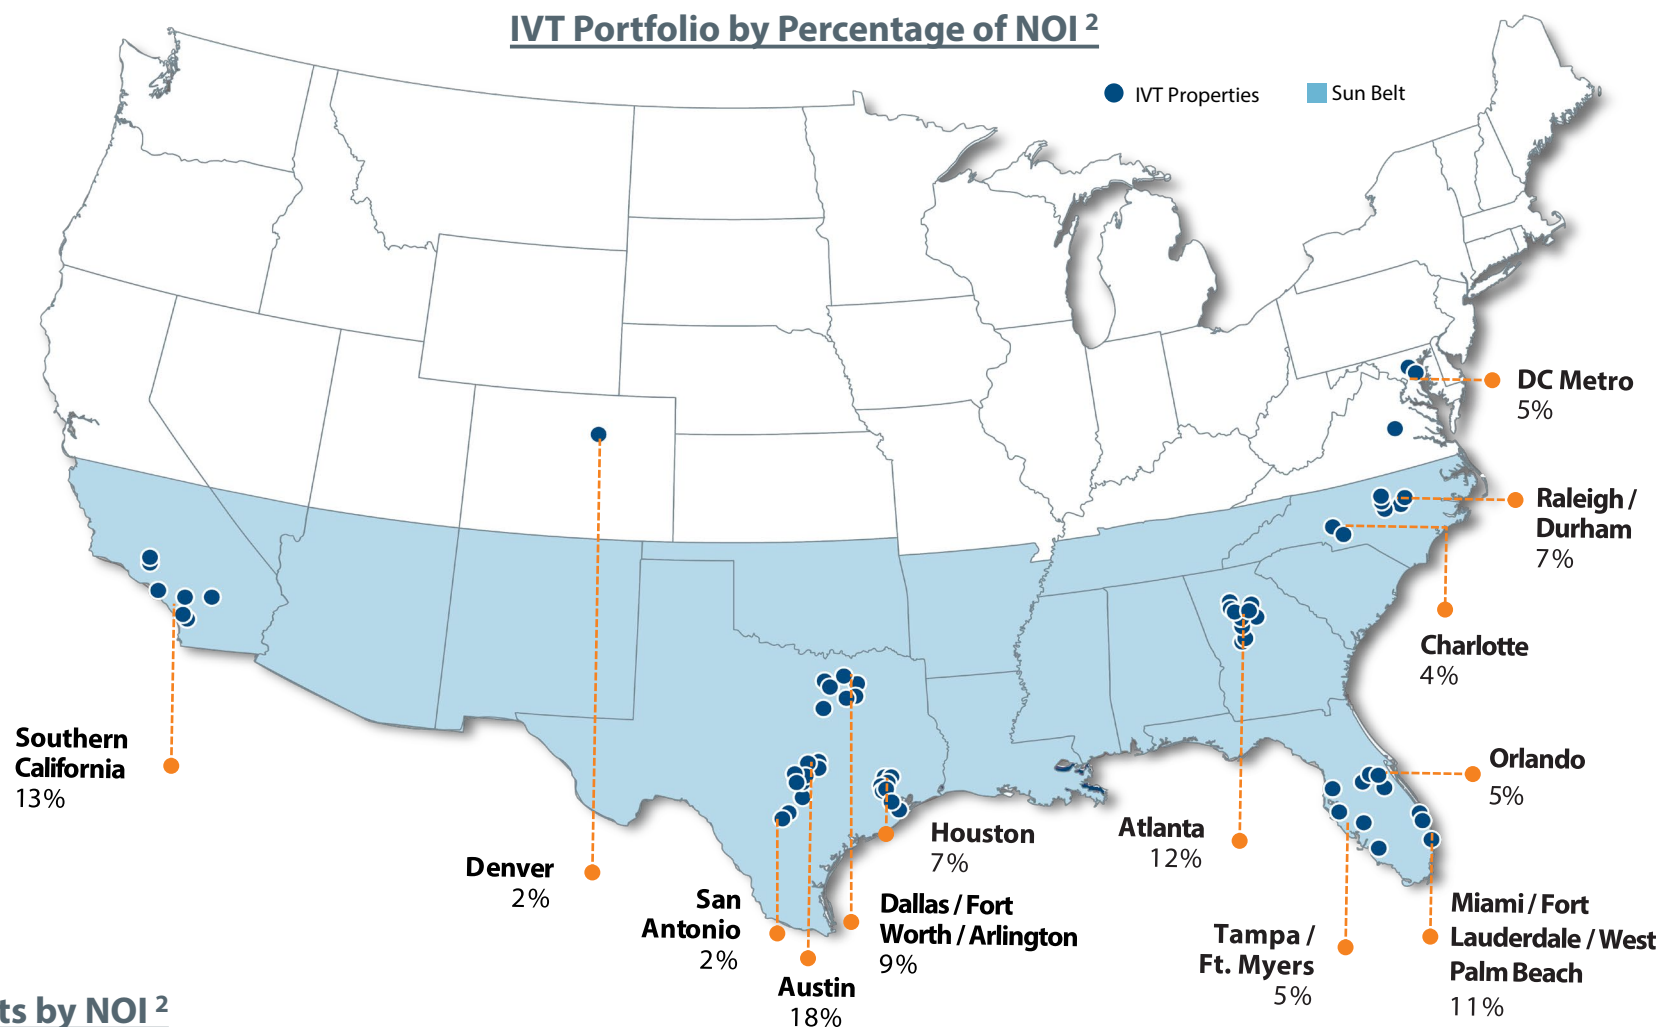 IVT Portfolio by Percentage of NOI 2
IVT Properties
Sun Belt
DC Metro
5%
Raleigh /
Durham
7%
Charlotte
4%
Southern
California
13%
Orlando
5%
Denver
2%
San
Antonio
2%
Austin
18%
Dallas / Fort
Worth / Arlington
9%
Houston
7%
Atlanta
12%
Tampa /
Ft. Myers
5%
Miami / Fort
Lauderdale / West
Palm Beach
11%
ts by NOI 2